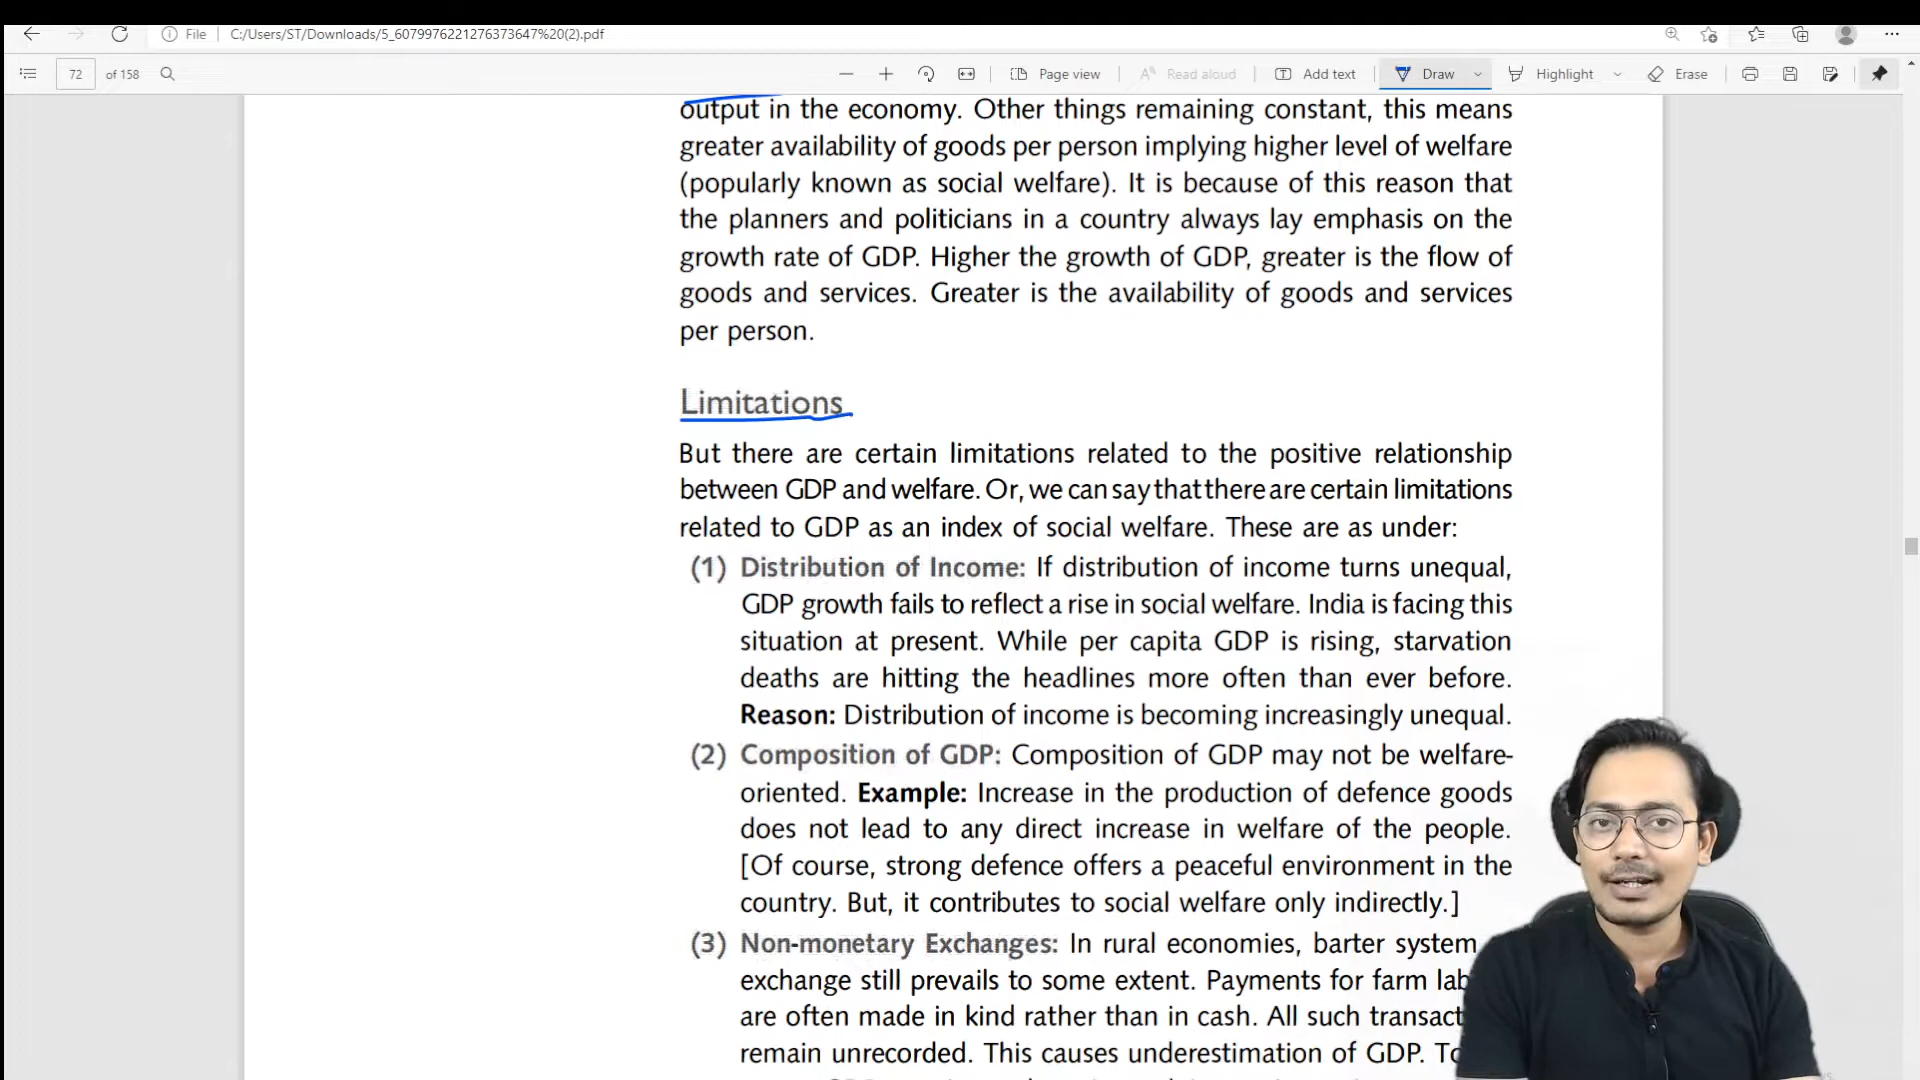 File
C:/Users/ST/Downloads/5_6079976221276373647%20(2).pdf
72 of 158
Page view
Read aloud
Add text
Draw
Highlight
Erase
output in the economy. Other things remaining constant, this means
greater availability of goods per person implying higher level of welfare
(popularly known as social welfare). It is because of this reason that
the planners and politicians in a country always lay emphasis on the
growth rate of GDP. Higher the growth of GDP, greater is the flow of
goods and services. Greater is the availability of goods and services
per person.
Limitations
But there are certain limitations related to the positive relationship
between GDP and welfare. Or, we can say that there are certain limitations
related to GDP as an index of social welfare. These are as under:
(1) Distribution of Income: If distribution of income turns unequal,
GDP growth fails to reflect a rise in social welfare. India is facing this
situation at present. While per capita GDP is rising, starvation
deaths are hitting the headlines more often than ever before.
Reason: Distribution of income is becoming increasingly unequal.
(2) Composition of GDP: Composition of GDP may not be welfare-
oriented. Example: Increase in the production of defence goods
does not lead to any direct increase in welfare of the people.
[Of course, strong defence offers a peaceful environment in the
country. But, it contributes to social welfare only indirectly.]
(3) Non-monetary Exchanges: In rural economies, barter system
exchange still prevails to some extent. Payments for farm lab
are often made in kind rather than in cash. All such transact
remain unrecorded. This causes underestimation of GDP. To